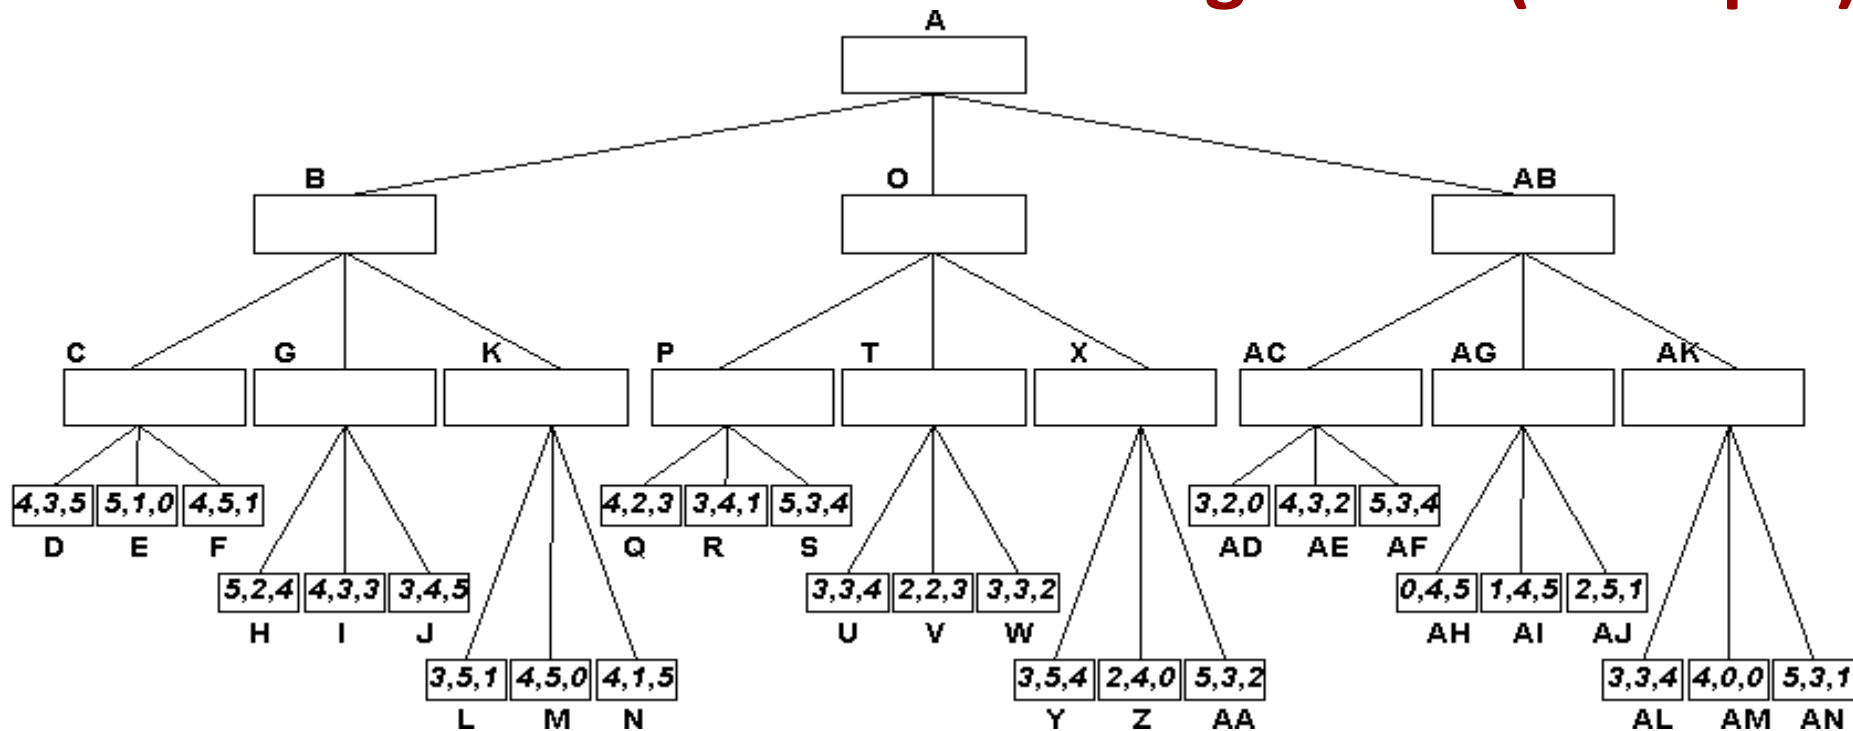 A
B O AB
C G K P T X AC AG AK
4,3,5 5,1,0 4,5,1 4,2,3 3,4,1 5,3,4 3,2,0 4,3,2 5,3,4
D E F Q R S AD AE AF
5,2,4 4,3,3 3,4,5 3,3,4 2,2,3 3,3,2 0,4,5 1,4,5 2,5,1
H I J U V W AH AI AJ
3,5,1 4,5,0 4,1,5 3,5,4 2,4,0 5,3,2 3,3,4 4,0,0 5,3,1
L M N Y Z AA AL AM AN